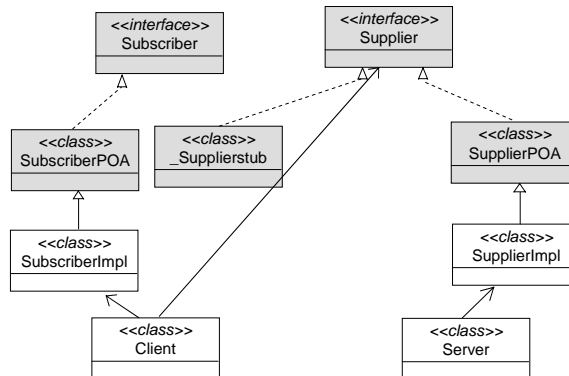 <<interface>>
Subscriber
<<interface>>
Supplier
<<class>>
SubscriberPOA
<<class>>
_Supplierstub
<<class>>
SupplierPOA
<<class>>
SubscriberImpl
<<class>>
SupplierImpl
<<class>>
Client
<<class>>
Server